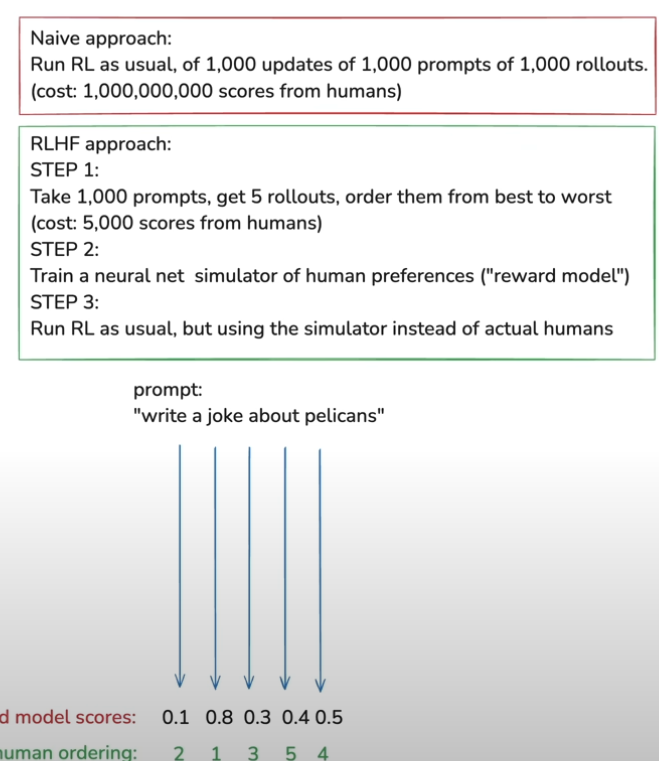 Naive approach:
Run RL as usual, of 1,000 updates of 1,000 prompts of 1,000 rollouts.
(cost: 1,000,000,000 scores from humans)
RLHF approach:
STEP 1:
Take 1,000 prompts, get 5 rollouts, order them from best to worst
(cost: 5,000 scores from humans)
STEP 2:
Train a neural net simulator of human preferences ("reward model")
STEP 3:
Run RL as usual, but using the simulator instead of actual humans
prompt:
"write a joke about pelicans"
d model scores: 0.1 0.8 0.3 0.4 0.5
uman ordering: 2 1 3 5 4